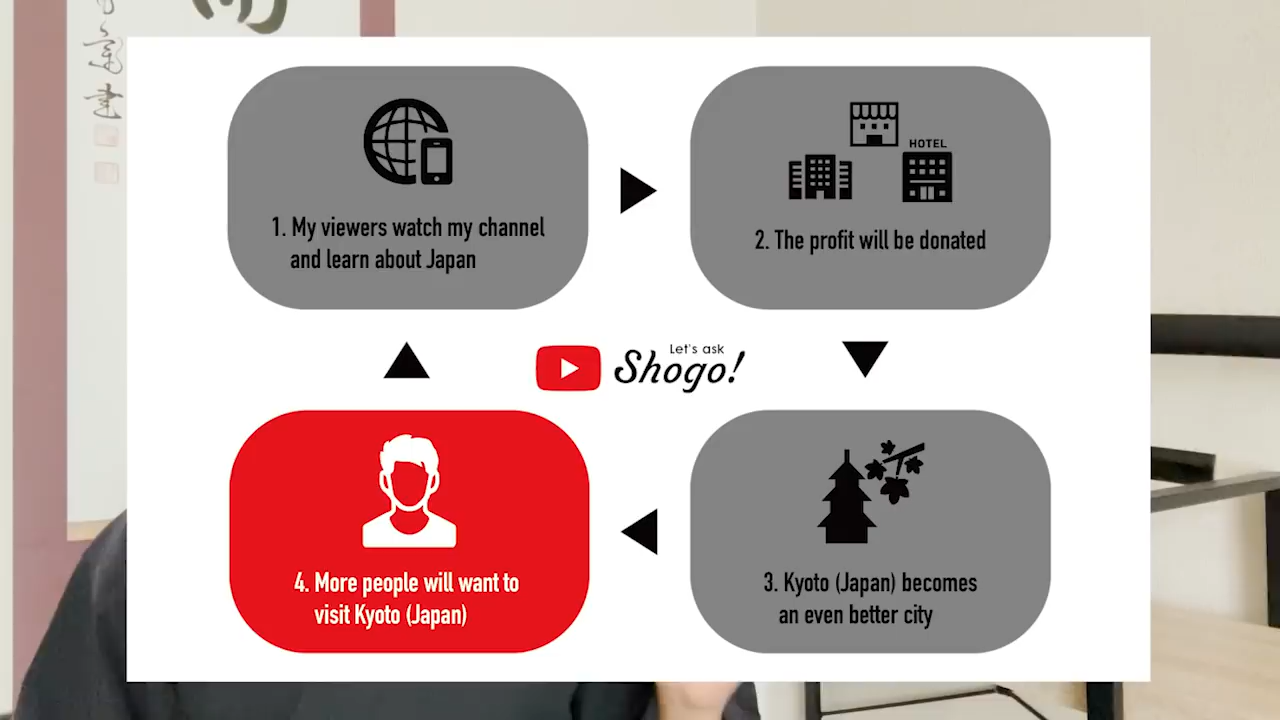 1. My viewers watch my channel
and learn about Japan
HOTEL
2. The profit will be donated
Let's ask
Shogo!
4. More people will want to
visit Kyoto (Japan)
3. Kyoto (Japan) becomes
an even better city